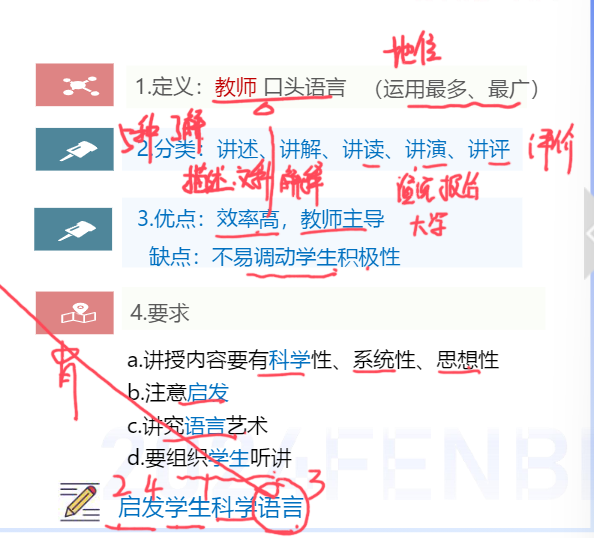 地位
1.定义：教师 口头语言 （运用最多、最广）
5种 了解
2.分类：讲述、讲解、讲读、讲演、讲评 评价
描述 文科 解释
演说 报告
大学
3.优点：效率高，教师主导
缺点：不易调动学生积极性
4.要求
a.讲授内容要有科学性、系统性、思想性
b.注意启发
c.讲究语言艺术
d.要组织学生听讲
2 4 1 3
启发学生科学语言